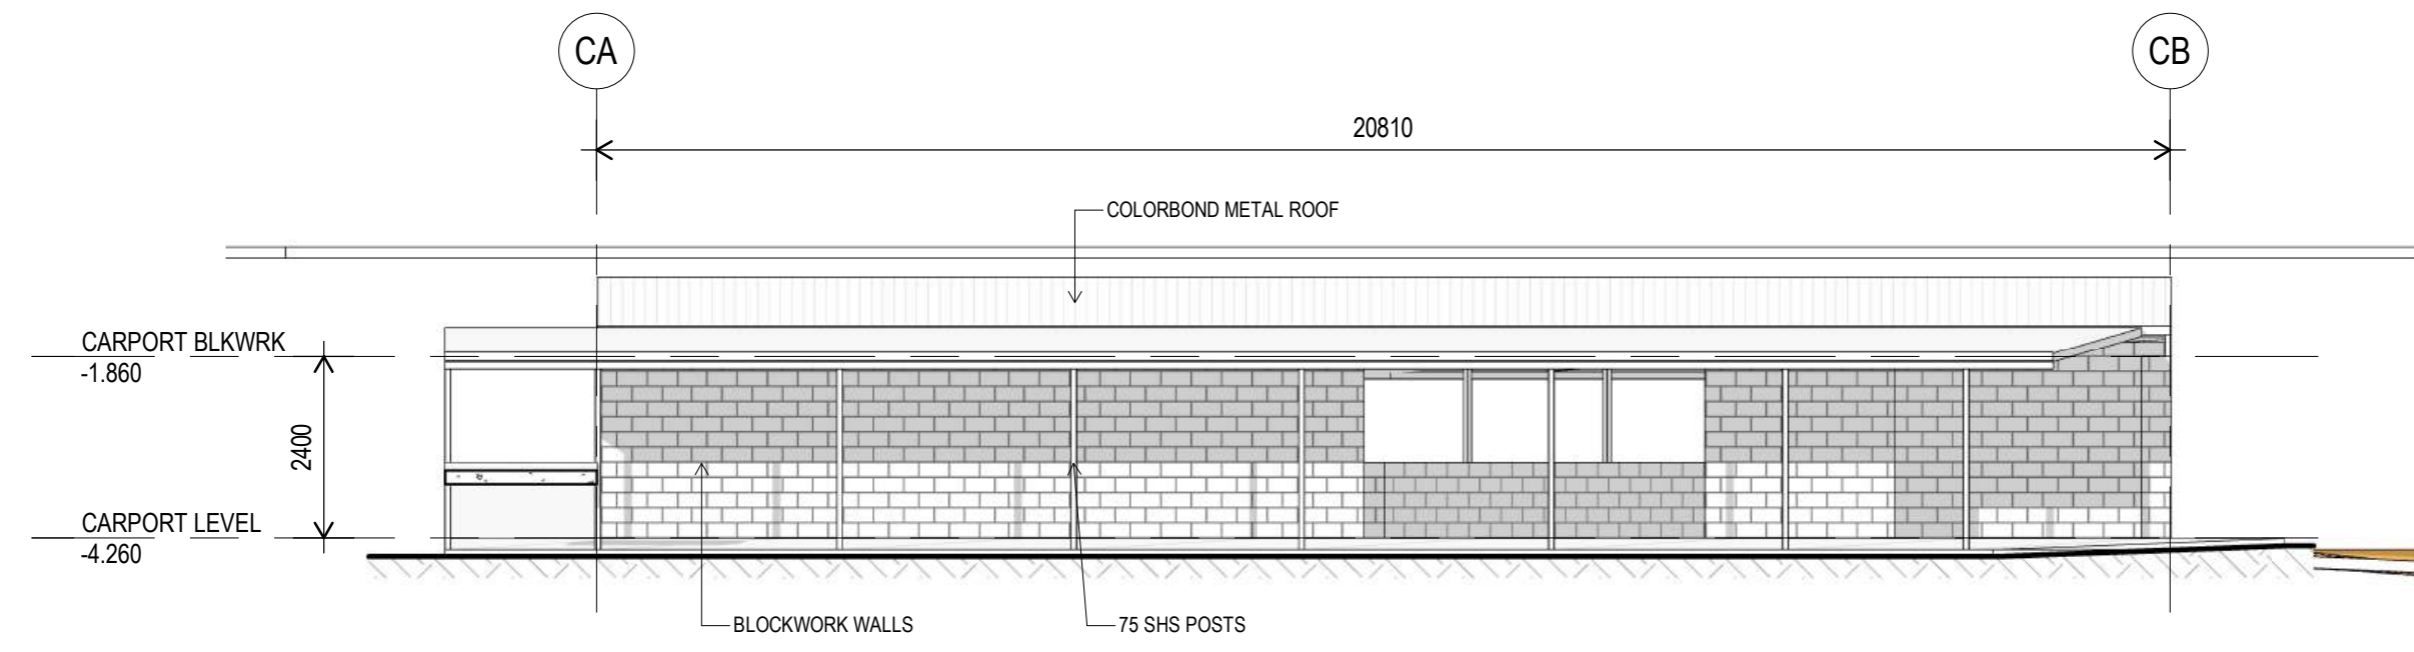 CA
CB
20810
COLORBOND METAL ROOF
CARPORT BLKWRK
-1.860
2400
CARPORT LEVEL
-4.260
BLOCKWORK WALLS
75 SHS POSTS